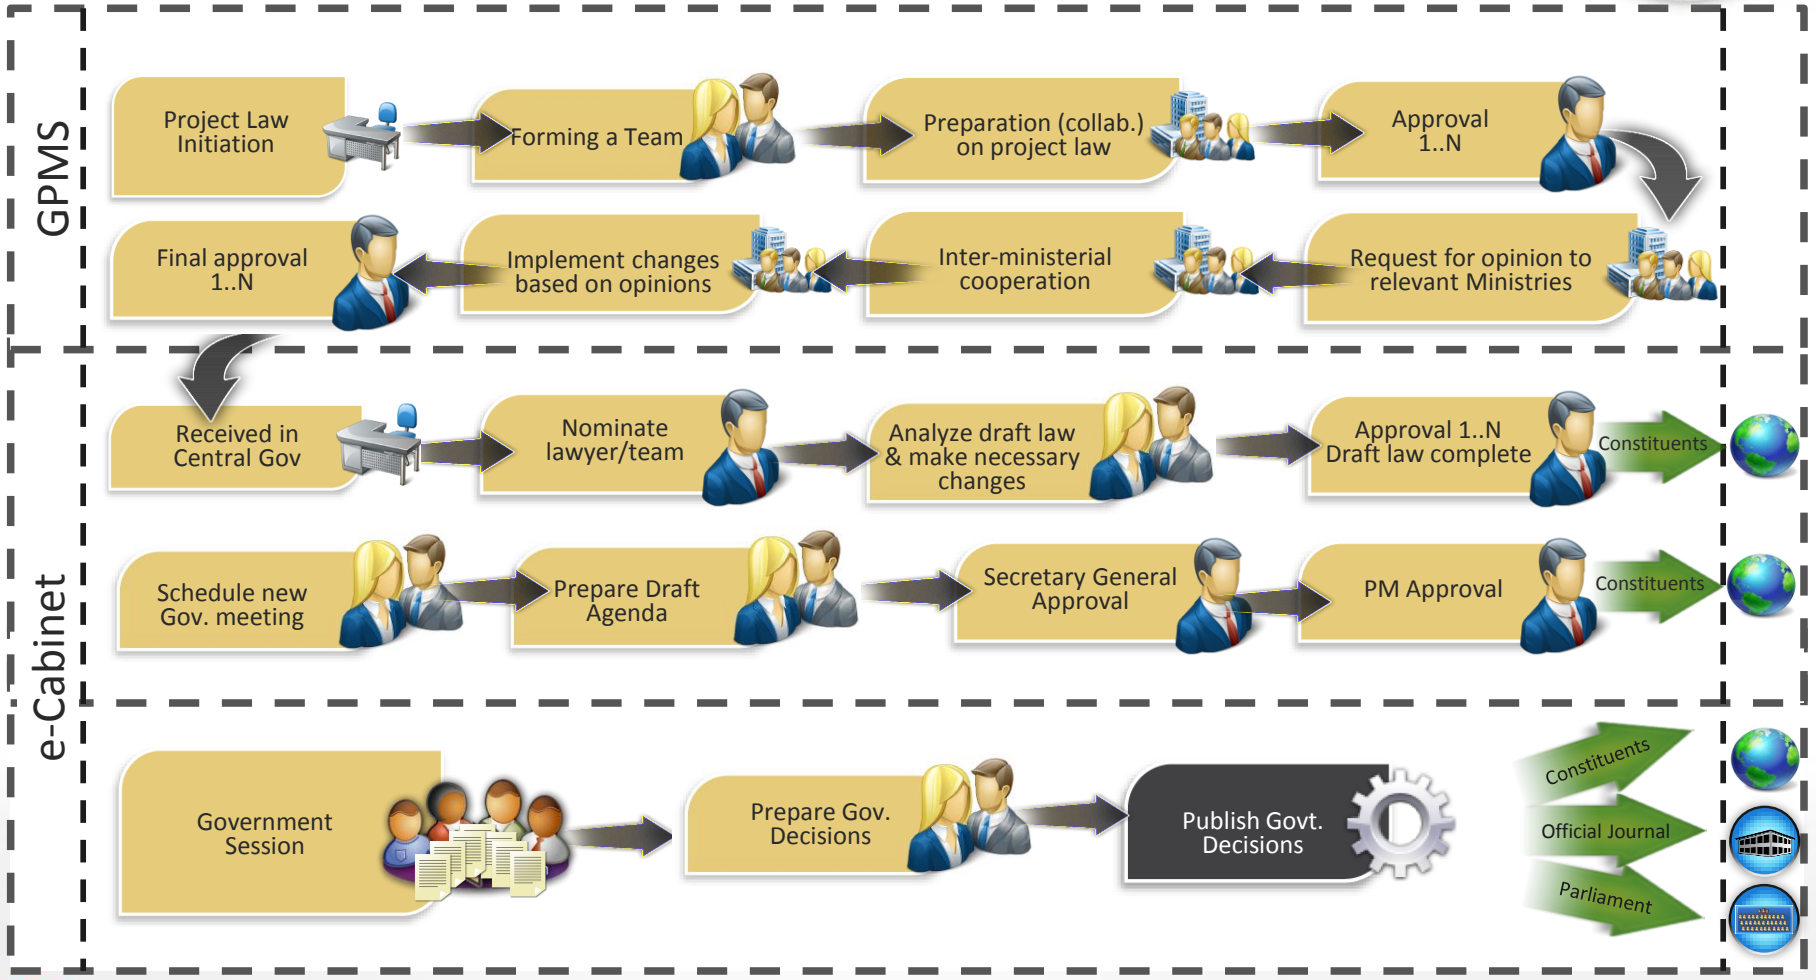 GPMS
Project Law
Initiation
Forming a Team
Preparation (collab.)
on project law
Approval
1..N
Final approval
1..N
Implement changes
based on opinions
Inter-ministerial
cooperation
Request for opinion to
relevant Ministries
e-Cabinet
Received in
Central Gov
Nominate
lawyer/team
Analyze draft law
& make necessary
changes
Approval 1..N
Draft law complete
Constituents
Schedule new
Gov. meeting
Prepare Draft
Agenda
Secretary General
Approval
PM Approval
Constituents
Government
Session
Prepare Gov.
Decisions
Publish Govt.
Decisions
Constituents
Official Journal
Parliament